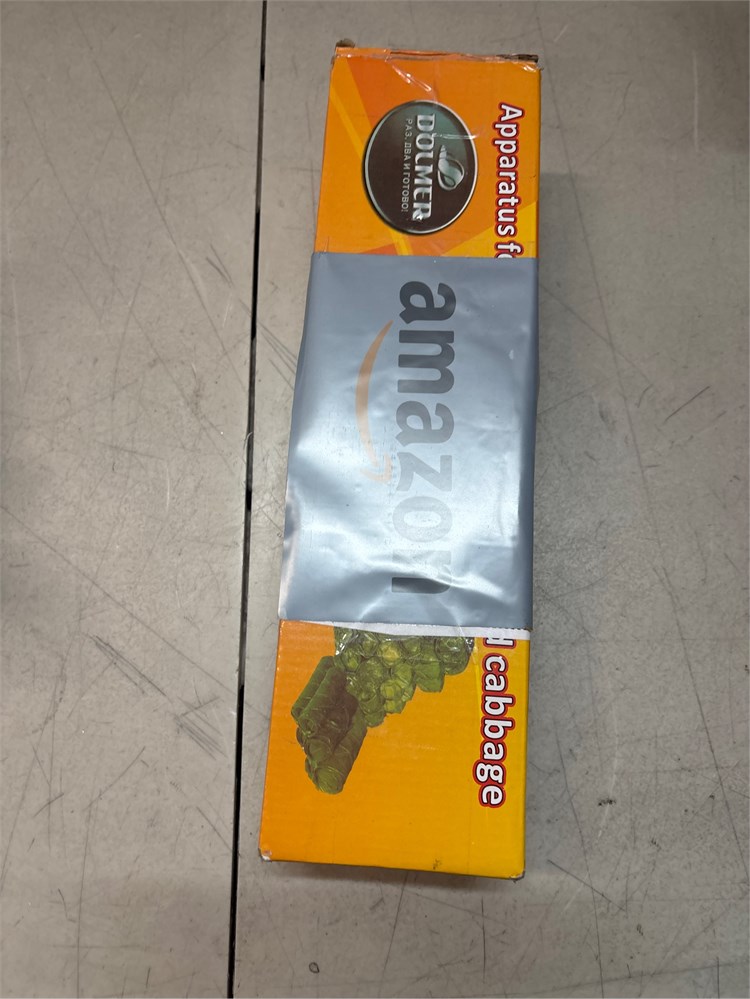 DOLMER
РАЗ, ДВА И ГОТОВО!
Apparatus fo
d cabbage
amazon